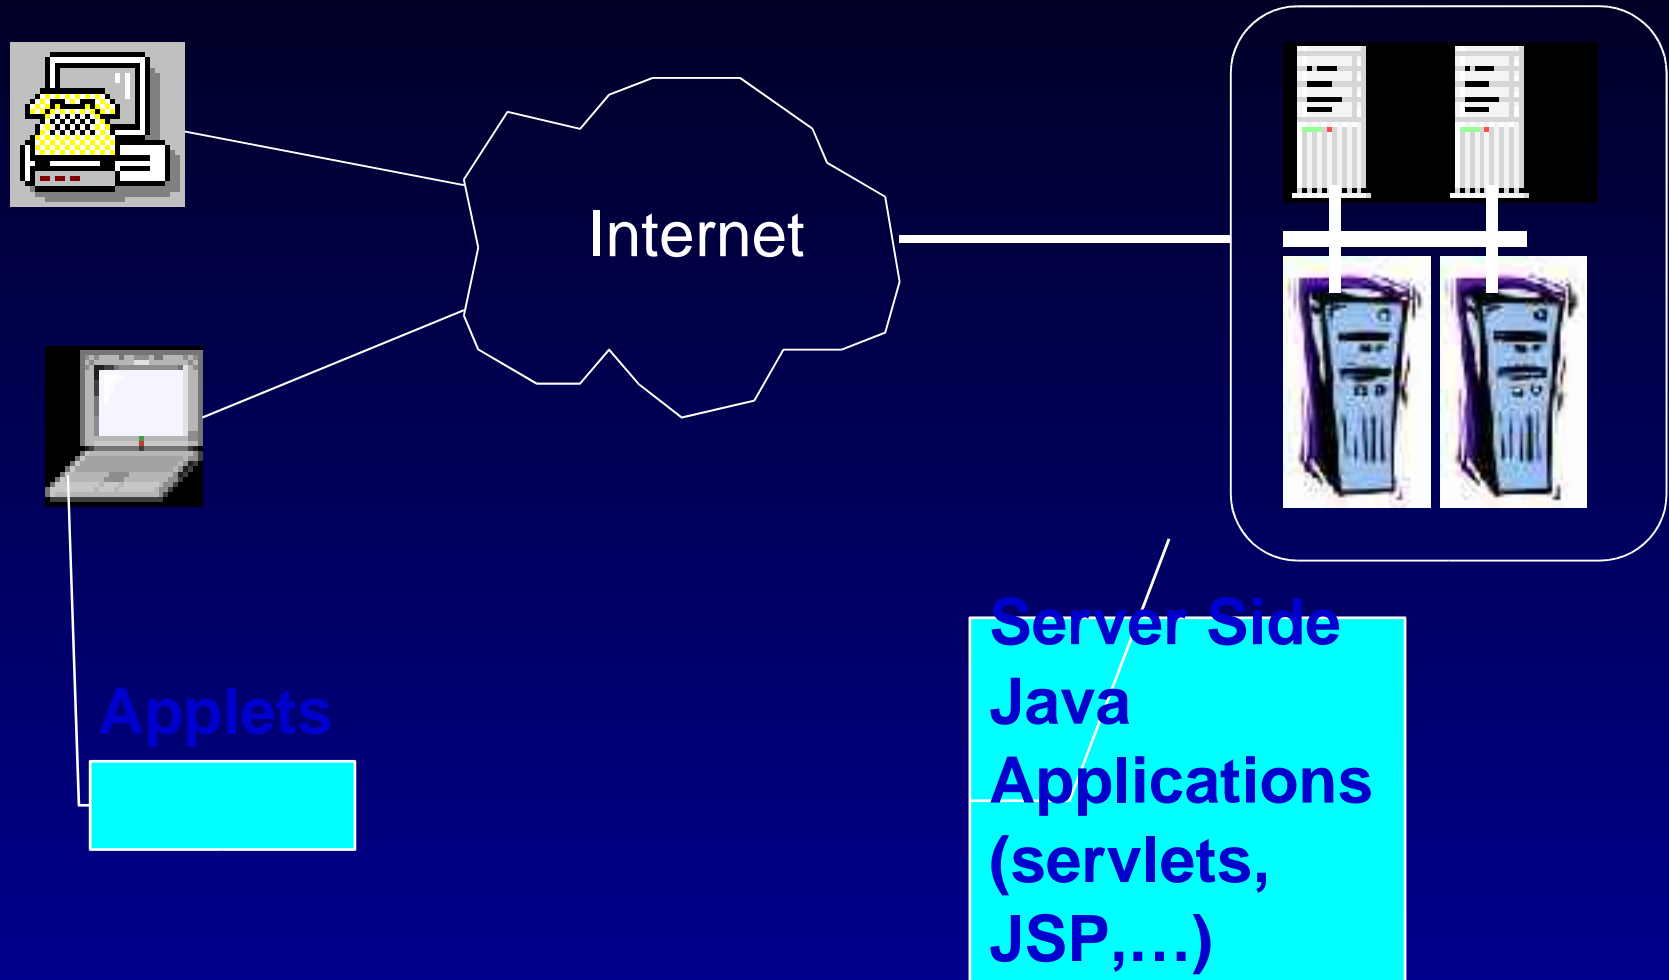 Internet
Applets
Server Side
Java
Applications
(servlets,
JSP,…)